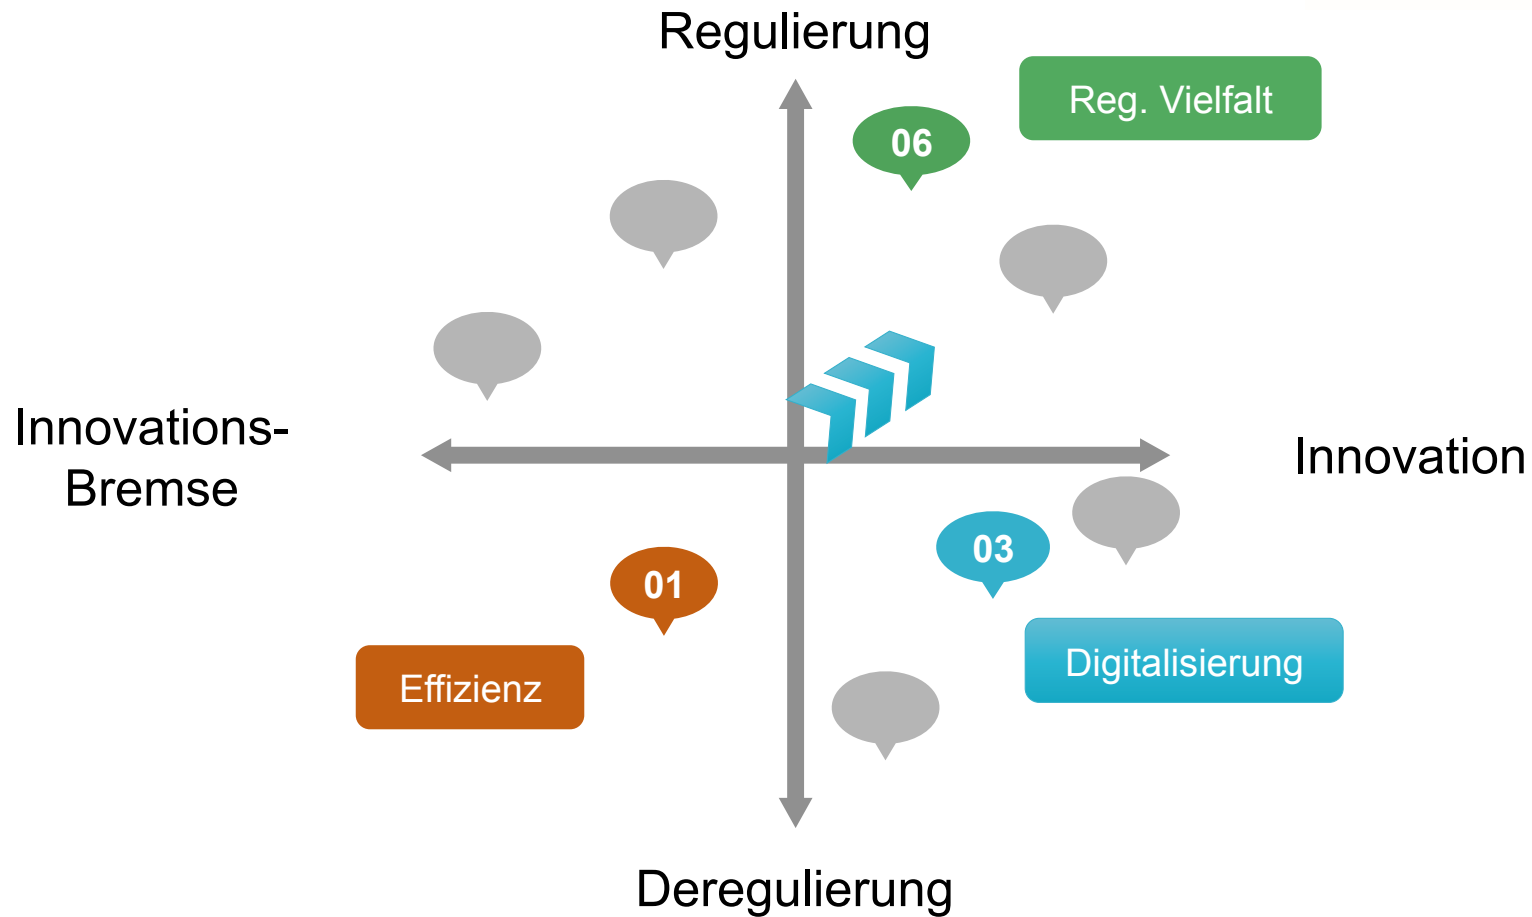 Regulierung
Reg. Vielfalt
06
Innovations-
Bremse
Innovation
03
01
Digitalisierung
Effizienz
Deregulierung